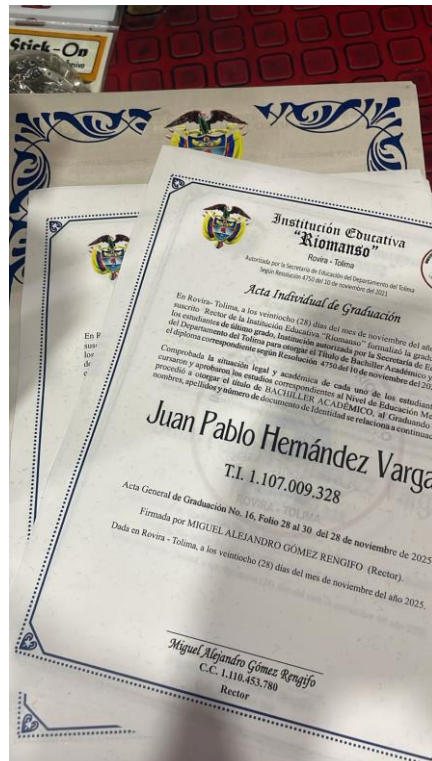 Stick-On
Institución Educativa
"Riomanso"
Rovira - Tolima
Autorizada por la Secretaría de Educación del Departamento del Tolima
Según Resolución 4750 del 10 de noviembre del 2021
Acta Individual de Graduación
En Rovira- Tolima, a los veintiocho (28) días del mes de noviembre del
suscrito Rector de la Institución Educativa "Riomanso" formalizó la
los estudiantes de último grado, Institución autorizada por la Secretaría de
del Departamento del Tolima para otorgar el Título de Bachiller Académico y
el diploma correspondiente según Resolución 4750 del 10 de noviembre del
Comprobada la situación legal y académica de cada uno de los
cursaron y aprobaron los estudios correspondientes al Nivel de Educación
procedió a otorgar el título de BACHILLER ACADÉMICO, al Graduando
nombres, apellidos y número de documento de Identidad se relaciona a
Juan Pablo Hernández
T.I. 1.107.009.328
Acta General de Graduación No. 16, Folio 28 al 30 del 28 de noviembre de 2025
Firmada por MIGUEL ALEJANDRO GÓMEZ RENGIFO (Rector).
Dada en Rovira - Tolima, a los veintiocho (28) días del mes de noviembre del año 2025.
Miguel Alejandro Gómez Rengifo
C.C. 1.110.453.780
Rector